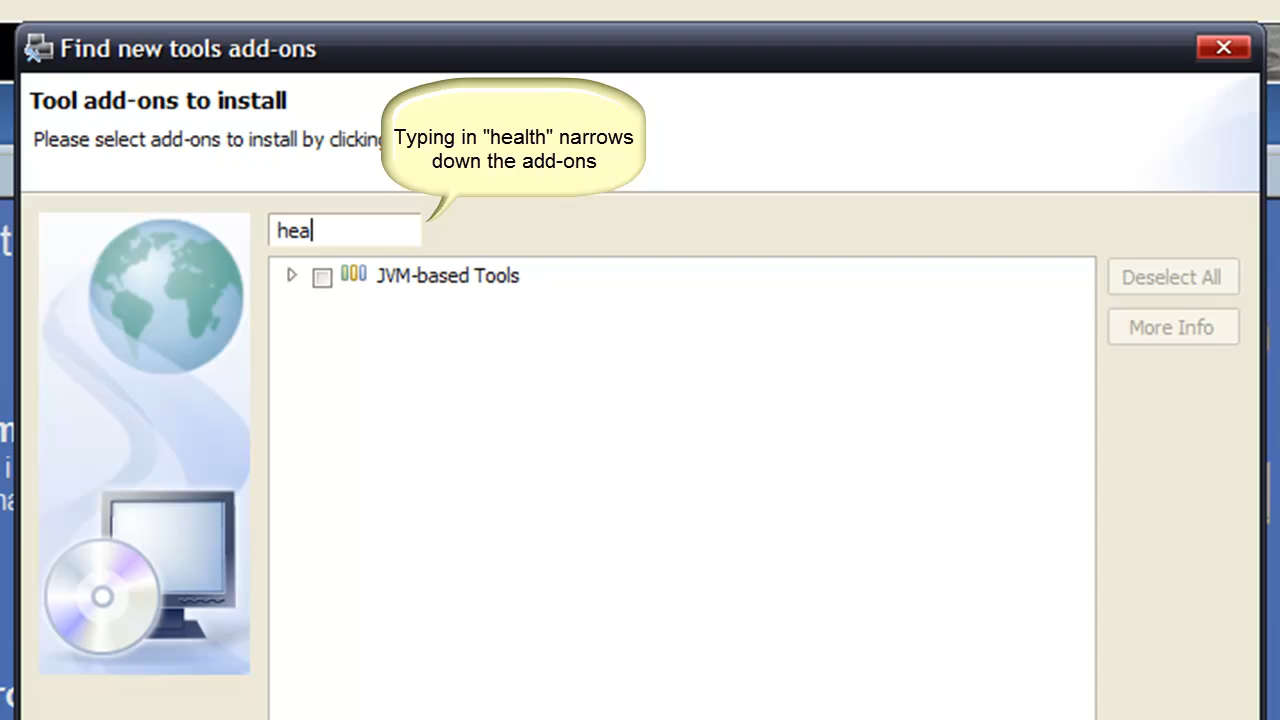 Find new tools add-ons
Tool add-ons to install
Please select add-ons to install by clicking
Typing in "health" narrows
down the add-ons
hea
JVM-based Tools
Deselect All
More Info